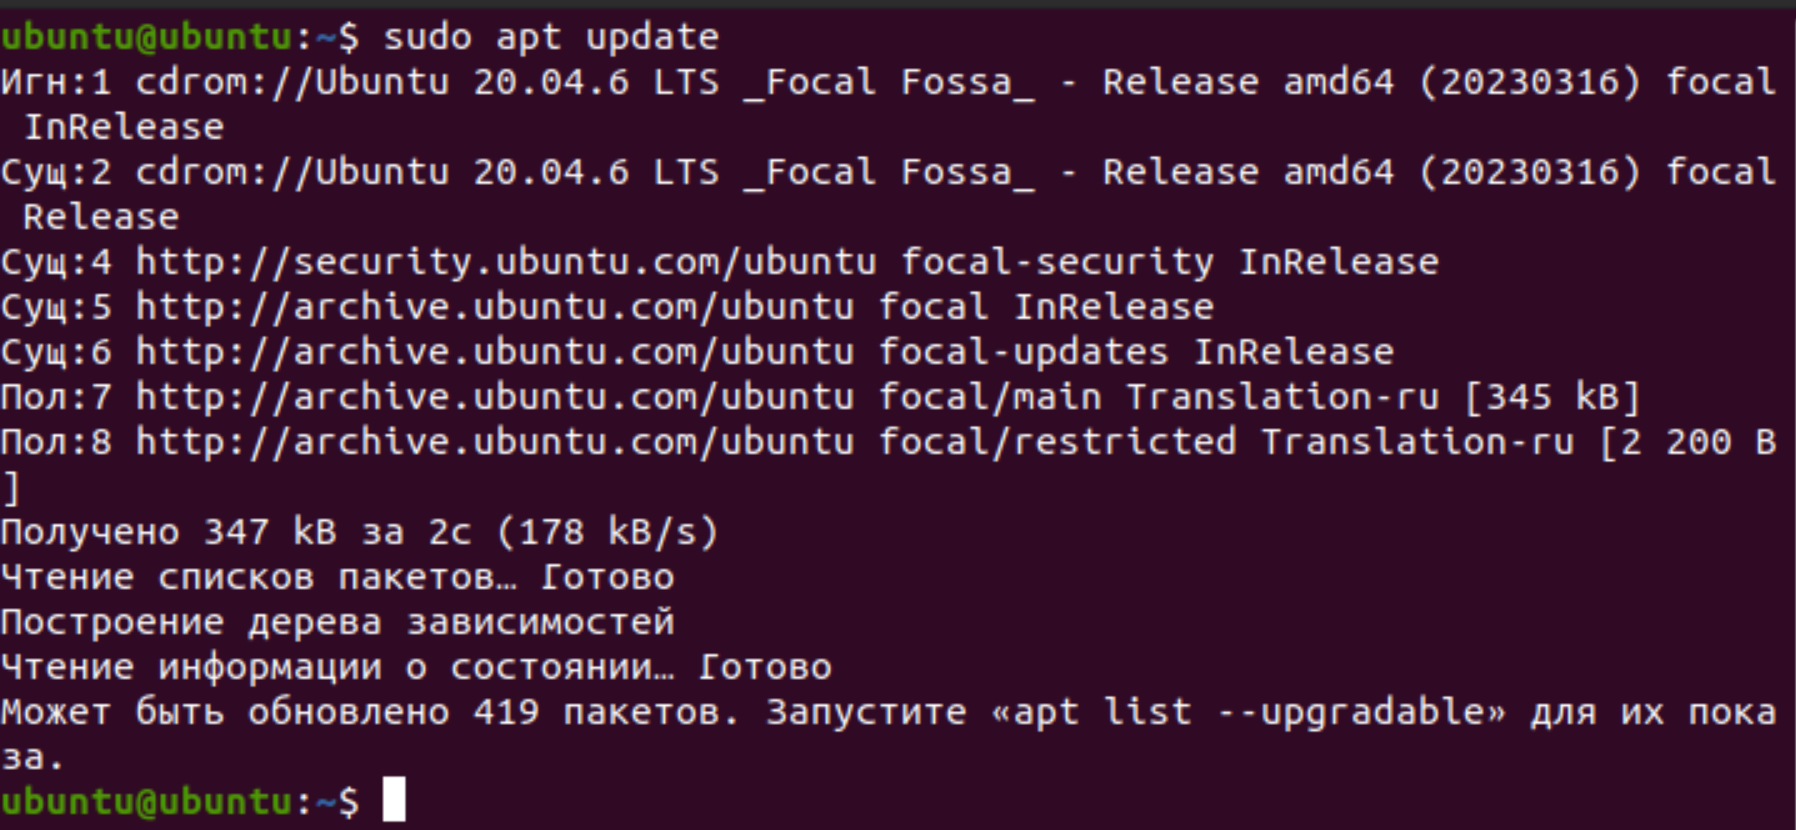 ubuntu@ubuntu:~$ sudo apt update
Игн:1 cdrom://Ubuntu 20.04.6 LTS _Focal Fossa_ - Release amd64 (20230316) focal
 InRelease
Сущ:2 cdrom://Ubuntu 20.04.6 LTS _Focal Fossa_ - Release amd64 (20230316) focal
 Release
Сущ:4 http://security.ubuntu.com/ubuntu focal-security InRelease
Сущ:5 http://archive.ubuntu.com/ubuntu focal InRelease
Сущ:6 http://archive.ubuntu.com/ubuntu focal-updates InRelease
Пол:7 http://archive.ubuntu.com/ubuntu focal/main Translation-ru [345 kB]
Пол:8 http://archive.ubuntu.com/ubuntu focal/restricted Translation-ru [2 200 B
]
Получено 347 kB за 2с (178 kB/s)
Чтение списков пакетов… Готово
Построение дерева зависимостей
Чтение информации о состоянии… Готово
Может быть обновлено 419 пакетов. Запустите «apt list --upgradable» для их пока
за.
ubuntu@ubuntu:~$